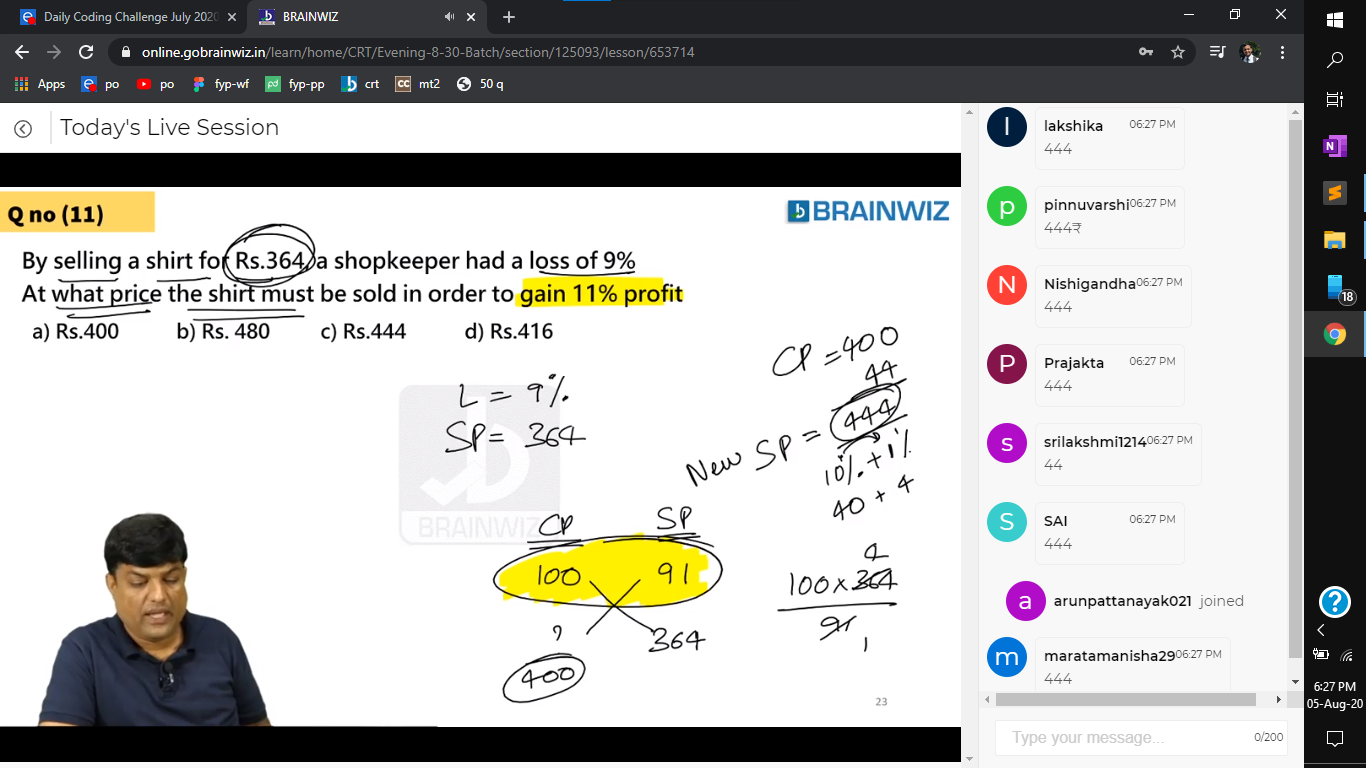 Daily Coding Challenge July 2020
BRAINWIZ
online.gobrainwiz.in/learn/home/CRT/Evening-8-30-Batch/section/125093/lesson/653714
Apps
po
po
fyp-wf
fyp-pp
crt
CC
mt2
50 q
Today's Live Session
Q no (11)
BRAINWIZ
By selling a shirt for Rs.364, a shopkeeper had a loss of 9%
At what price the shirt must be sold in order to gain 11% profit
a) Rs.400 b) Rs. 480 c) Rs.444 d) Rs.416
L = 9%
SP = 364
CP = 400
44
New SP = 444
10% + 1%
40 + 4
BRAINWIZ
CP SP
100 91
? 364
400
4
100 × 364
91
1
23
l
lakshika 06:27 PM
444
p
pinnuvarshi 06:27 PM
444₹
N
Nishigandha 06:27 PM
444
P
Prajakta 06:27 PM
444
s
srilakshmi1214 06:27 PM
44
S
SAI 06:27 PM
444
a
arunpattanayak021 joined
m
maratamanisha29 06:27 PM
444
Type your message... 0/200
N
18
?
6:27 PM
05-Aug-20